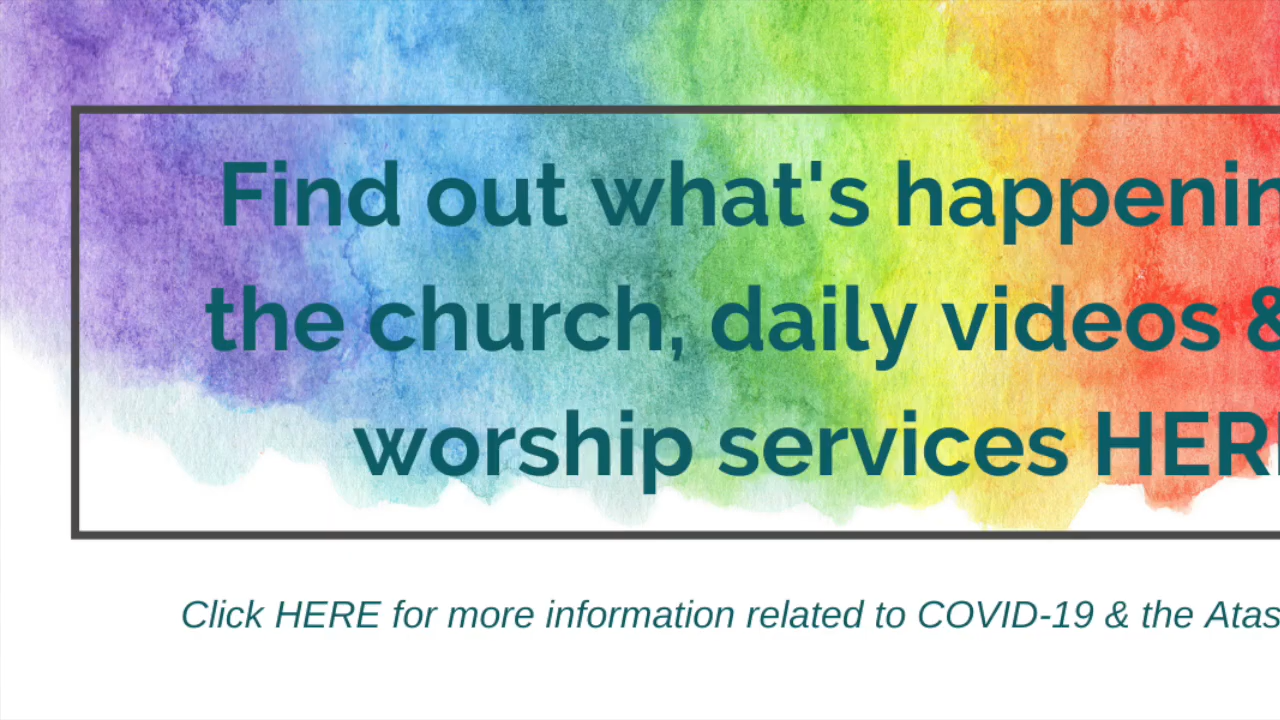 Find out what's happenin
the church, daily videos &
worship services HER
Click HERE for more information related to COVID-19 & the Atas